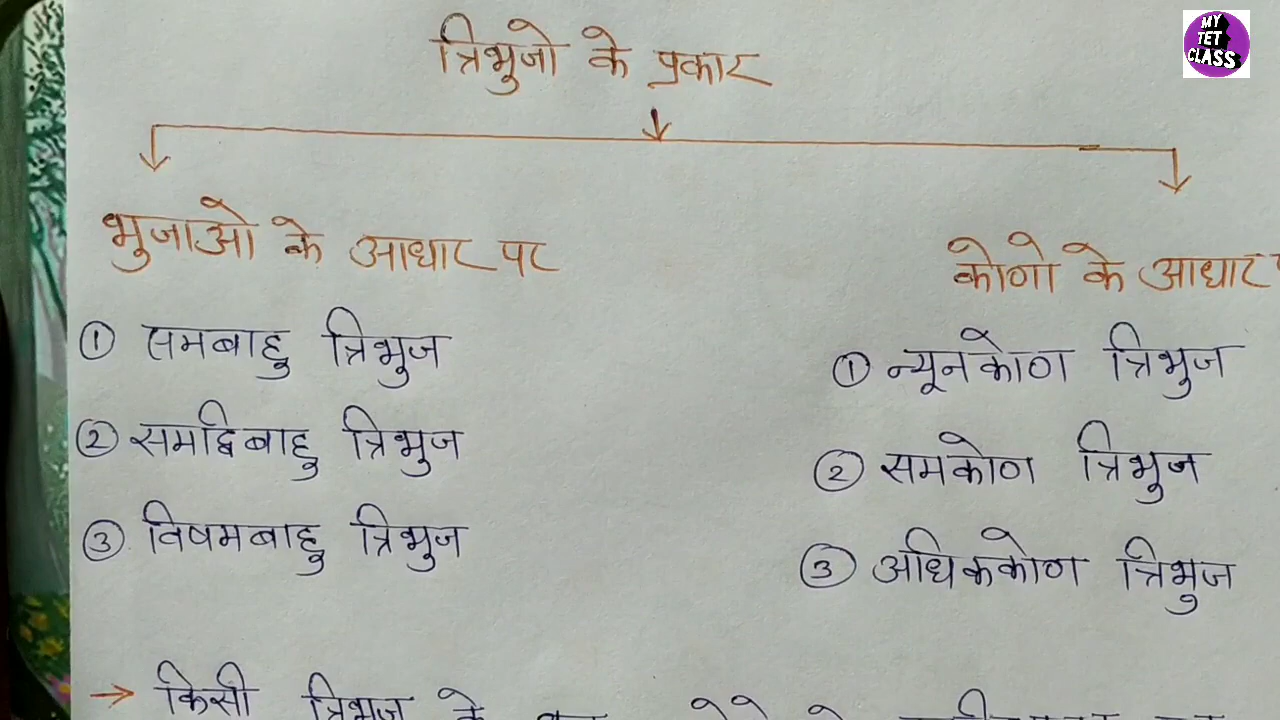 MY
TET
CLASS
त्रिभुजो के प्रकार
भुजाओ के आधार पर
① समबाहु त्रिभुज
② समद्विबाहु त्रिभुज
③ विषमबाहु त्रिभुज
कोणो के आधार
① न्यूनकोण त्रिभुज
② समकोण त्रिभुज
③ अधिककोण त्रिभुज
→ किसी त्रिभुज के